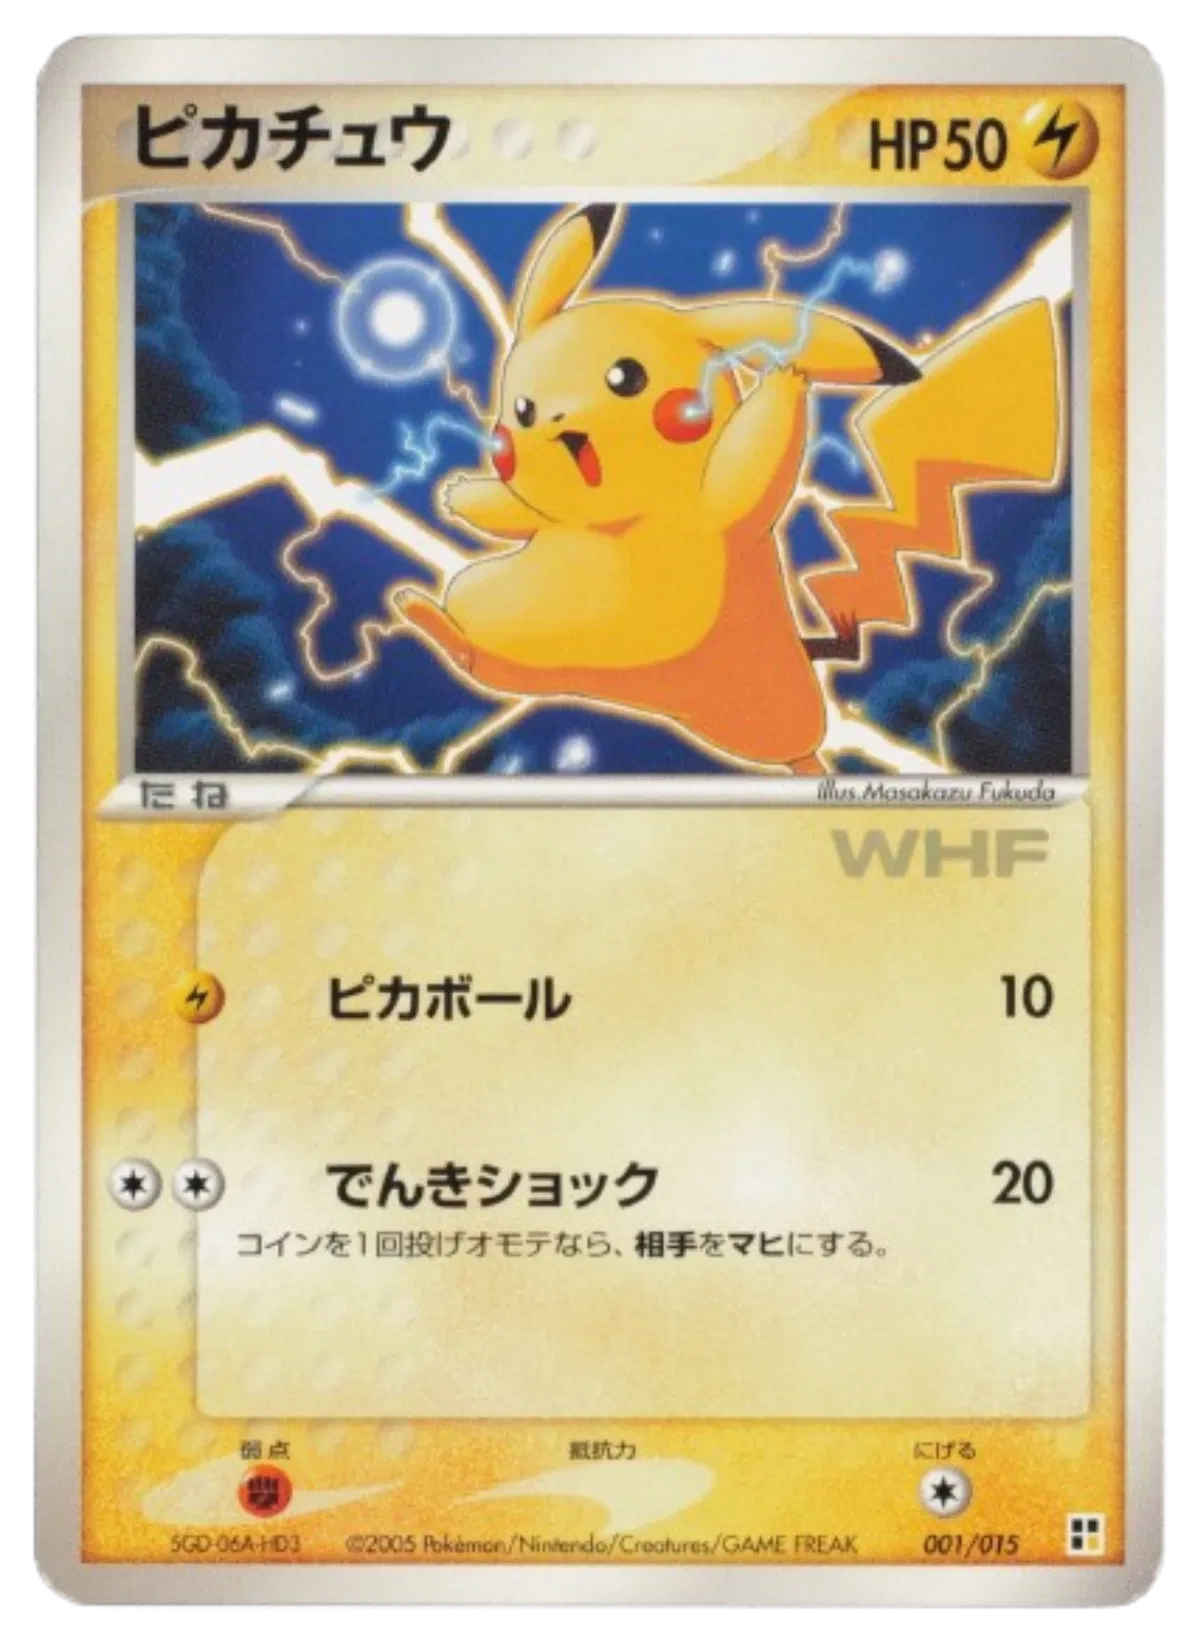 ピカチュウ HP50
たね Illus.Masakazu Fukuda
WHF
ピカボール 10
でんきショック 20
コインを1回投げオモテなら、相手をマヒにする。
弱点 抵抗力 にげる
5GD-06A-HD3 ©2005 Pokémon/Nintendo/Creatures/GAME FREAK 001/015